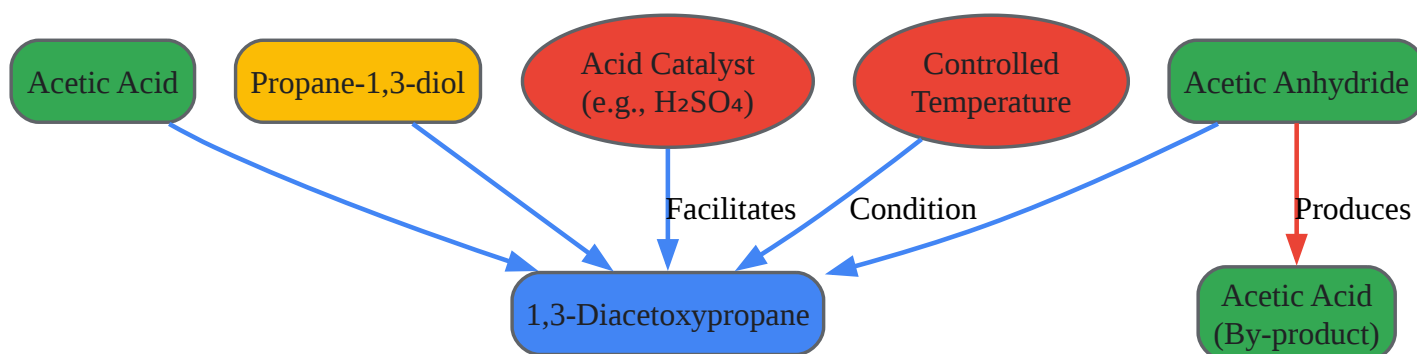 Acetic Acid
Propane-1,3-diol
Acid Catalyst
(e.g., H₂SO₄)
Controlled
Temperature
Acetic Anhydride
Facilitates
Condition
Produces
1,3-Diacetoxypropane
Acetic Acid
(By-product)